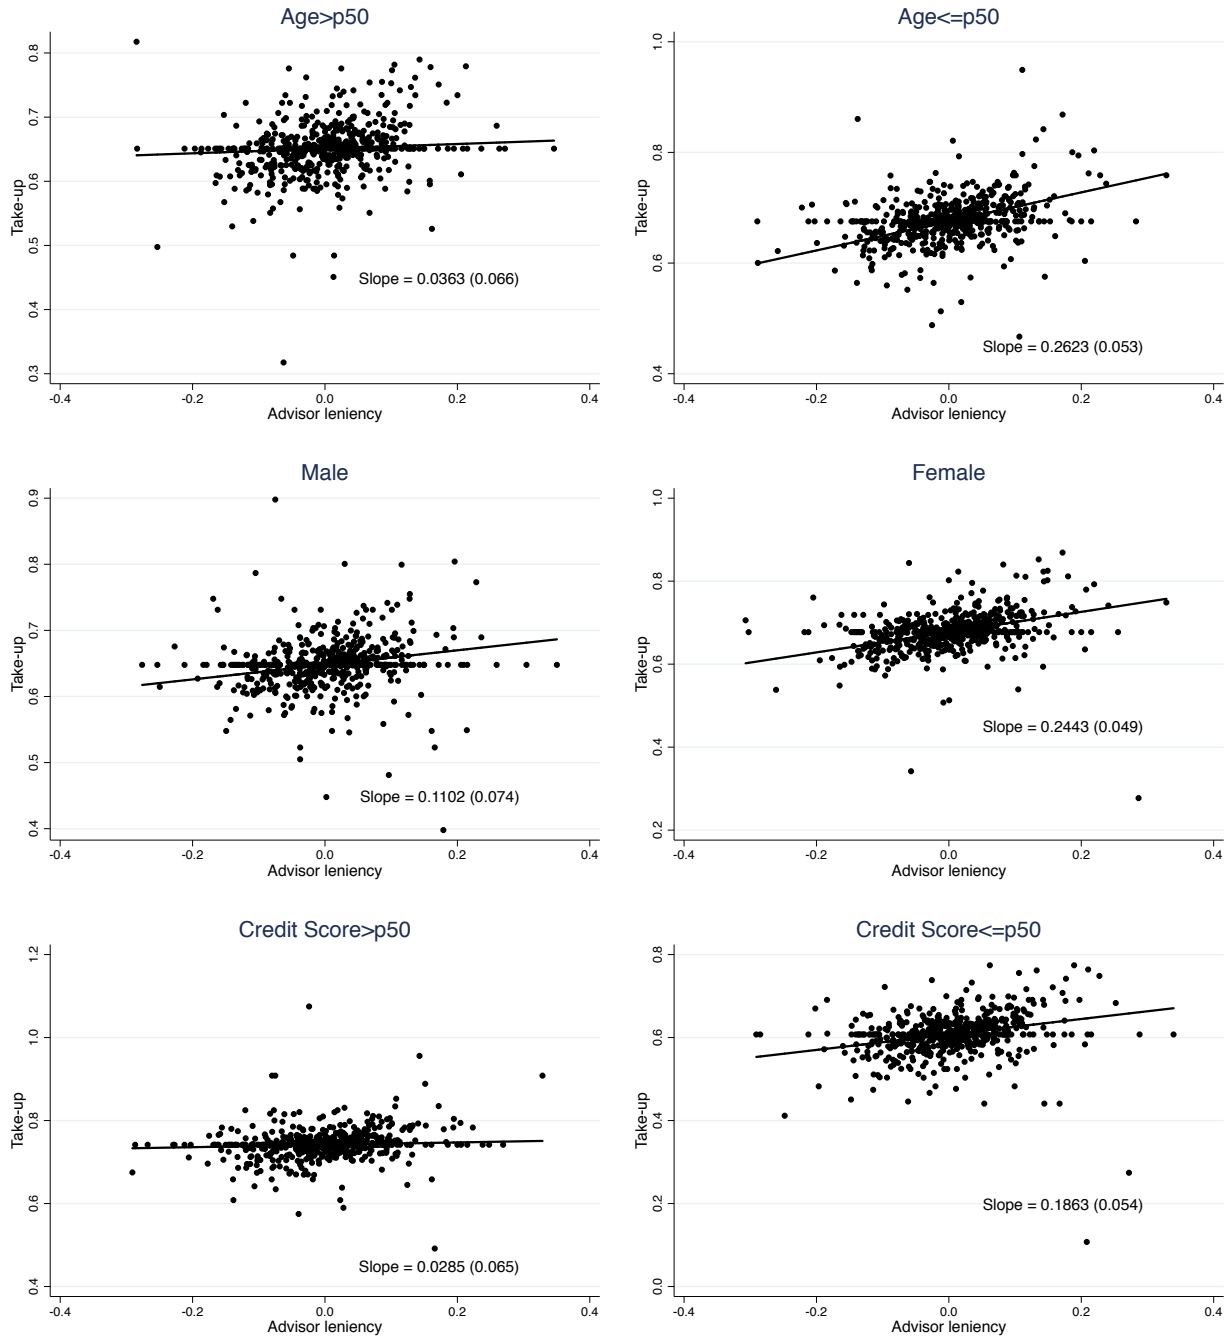 Age>p50
Take-up
0.8
0.7
0.6
0.5
0.4
0.3
Slope = 0.0363 (0.066)
-0.4 -0.2 0.0 0.2 0.4
Advisor leniency
Age<=p50
Take-up
1.0
0.8
0.6
0.4
Slope = 0.2623 (0.053)
-0.4 -0.2 0.0 0.2 0.4
Advisor leniency
Male
Take-up
0.9
0.8
0.7
0.6
0.5
0.4
Slope = 0.1102 (0.074)
-0.4 -0.2 0.0 0.2 0.4
Advisor leniency
Female
Take-up
1.0
0.8
0.6
0.4
0.2
Slope = 0.2443 (0.049)
-0.4 -0.2 0.0 0.2 0.4
Advisor leniency
Credit Score>p50
Take-up
1.2
1.0
0.8
0.6
0.4
Slope = 0.0285 (0.065)
-0.4 -0.2 0.0 0.2 0.4
Advisor leniency
Credit Score<=p50
Take-up
0.8
0.6
0.4
0.2
0.0
Slope = 0.1863 (0.054)
-0.4 -0.2 0.0 0.2 0.4
Advisor leniency